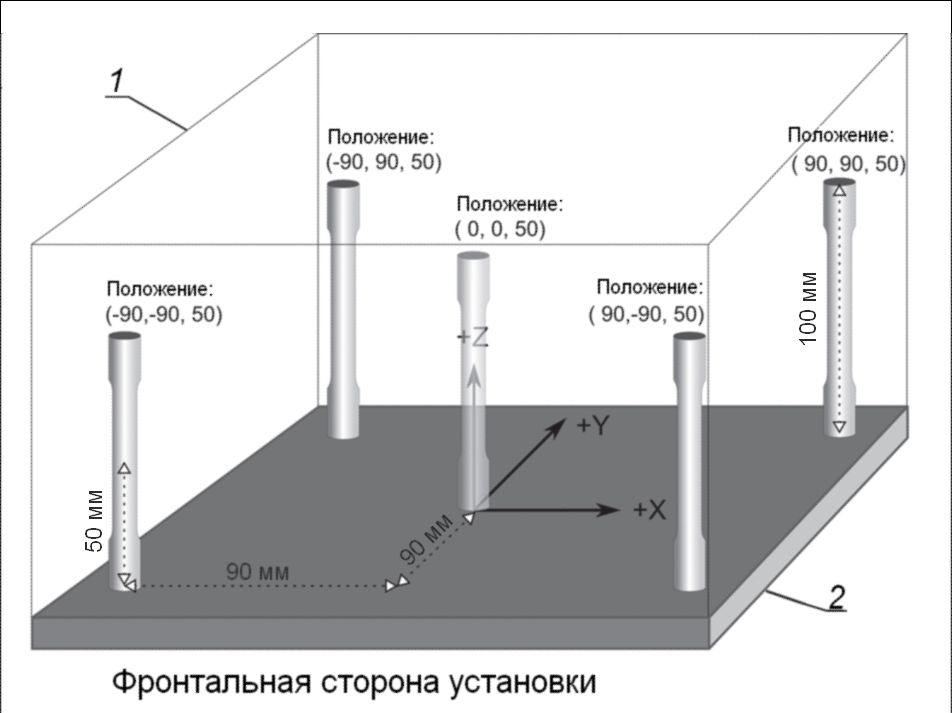 1
Положение:
(-90, 90, 50)
Положение:
( 90, 90, 50)
Положение:
( 0, 0, 50)
Положение:
(-90,-90, 50)
Положение:
( 90,-90, 50)
100 мм
+Z
+Y
+X
50 мм
90 мм
90 мм
2
Фронтальная сторона установки